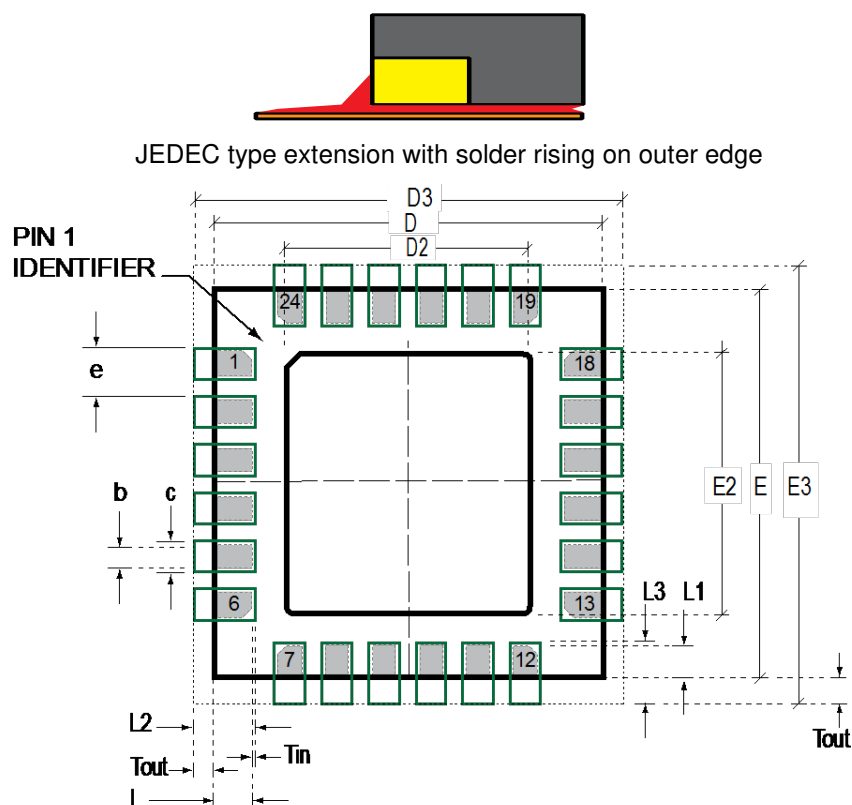 JEDEC type extension with solder rising on outer edge
D3
D
D2
PIN 1
IDENTIFIER
24
19
1
18
e
E2
E
E3
b
c
6
13
L3
L1
7
12
L2
Tin
Tout
Tout
L